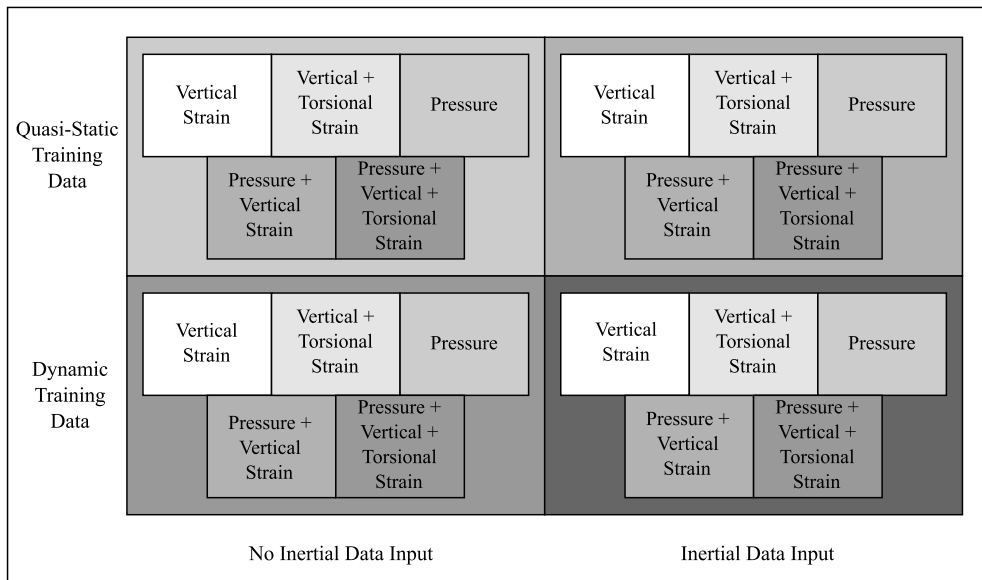 Quasi-Static
Training
Data
Vertical
Strain
Vertical +
Torsional
Strain
Pressure
Pressure +
Vertical
Strain
Pressure +
Vertical +
Torsional
Strain
Vertical
Strain
Vertical +
Torsional
Strain
Pressure
Pressure +
Vertical
Strain
Pressure +
Vertical +
Torsional
Strain
Dynamic
Training
Data
Vertical
Strain
Vertical +
Torsional
Strain
Pressure
Pressure +
Vertical
Strain
Pressure +
Vertical +
Torsional
Strain
Vertical
Strain
Vertical +
Torsional
Strain
Pressure
Pressure +
Vertical
Strain
Pressure +
Vertical +
Torsional
Strain
No Inertial Data Input
Inertial Data Input